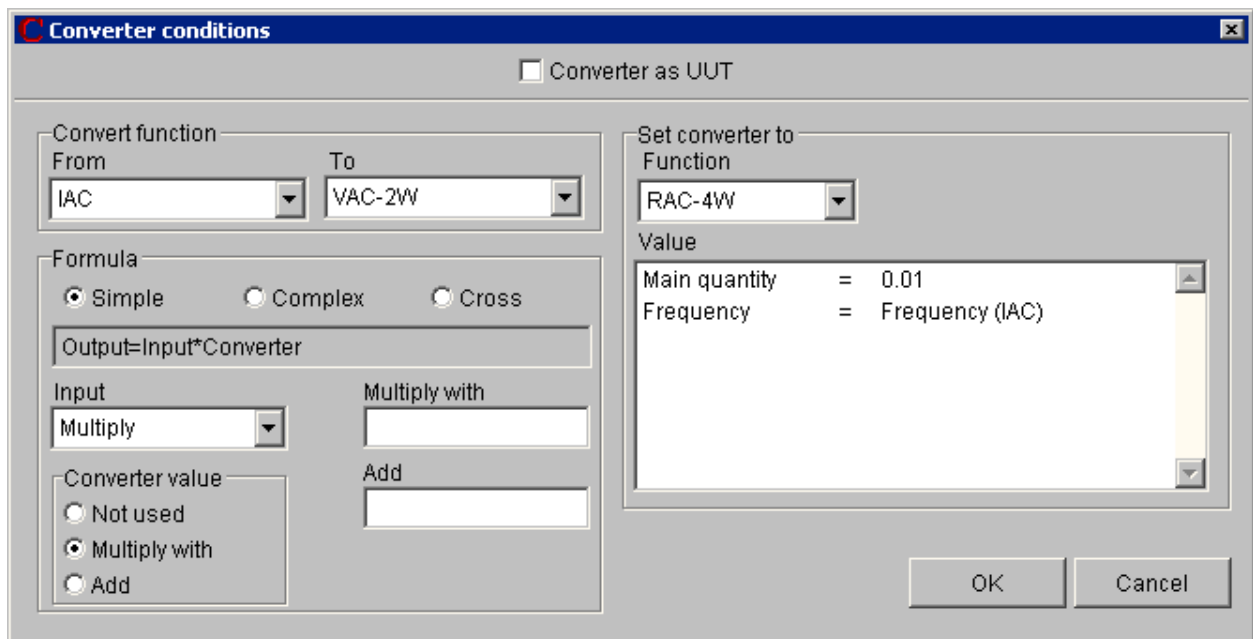 Converter conditions
Converter as UUT
Convert function
From To
IAC VAC-2W
Formula
Simple Complex Cross
Output=Input*Converter
Input Multiply with
Multiply
Converter value
Not used
Multiply with
Add
Add
Set converter to
Function
RAC-4W
Value
Main quantity = 0.01
Frequency = Frequency (IAC)
OK Cancel